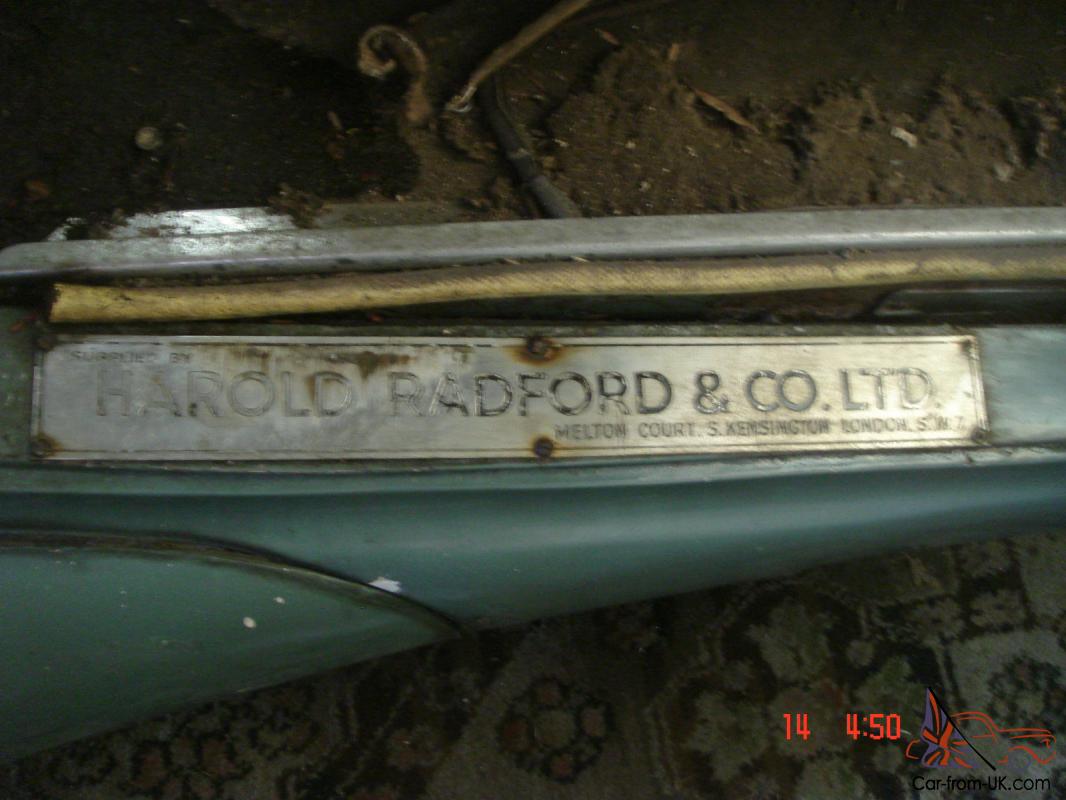 SUPPLIED BY
HAROLD RADFORD & CO. LTD.
MELTON COURT. S. KENSINGTON LONDON. S.W.7.
14 4:50
Car-from-UK.com